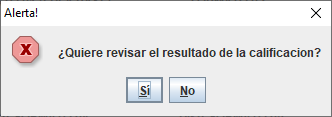 Alerta!
¿Quiere revisar el resultado de la calificacion?
Sí No